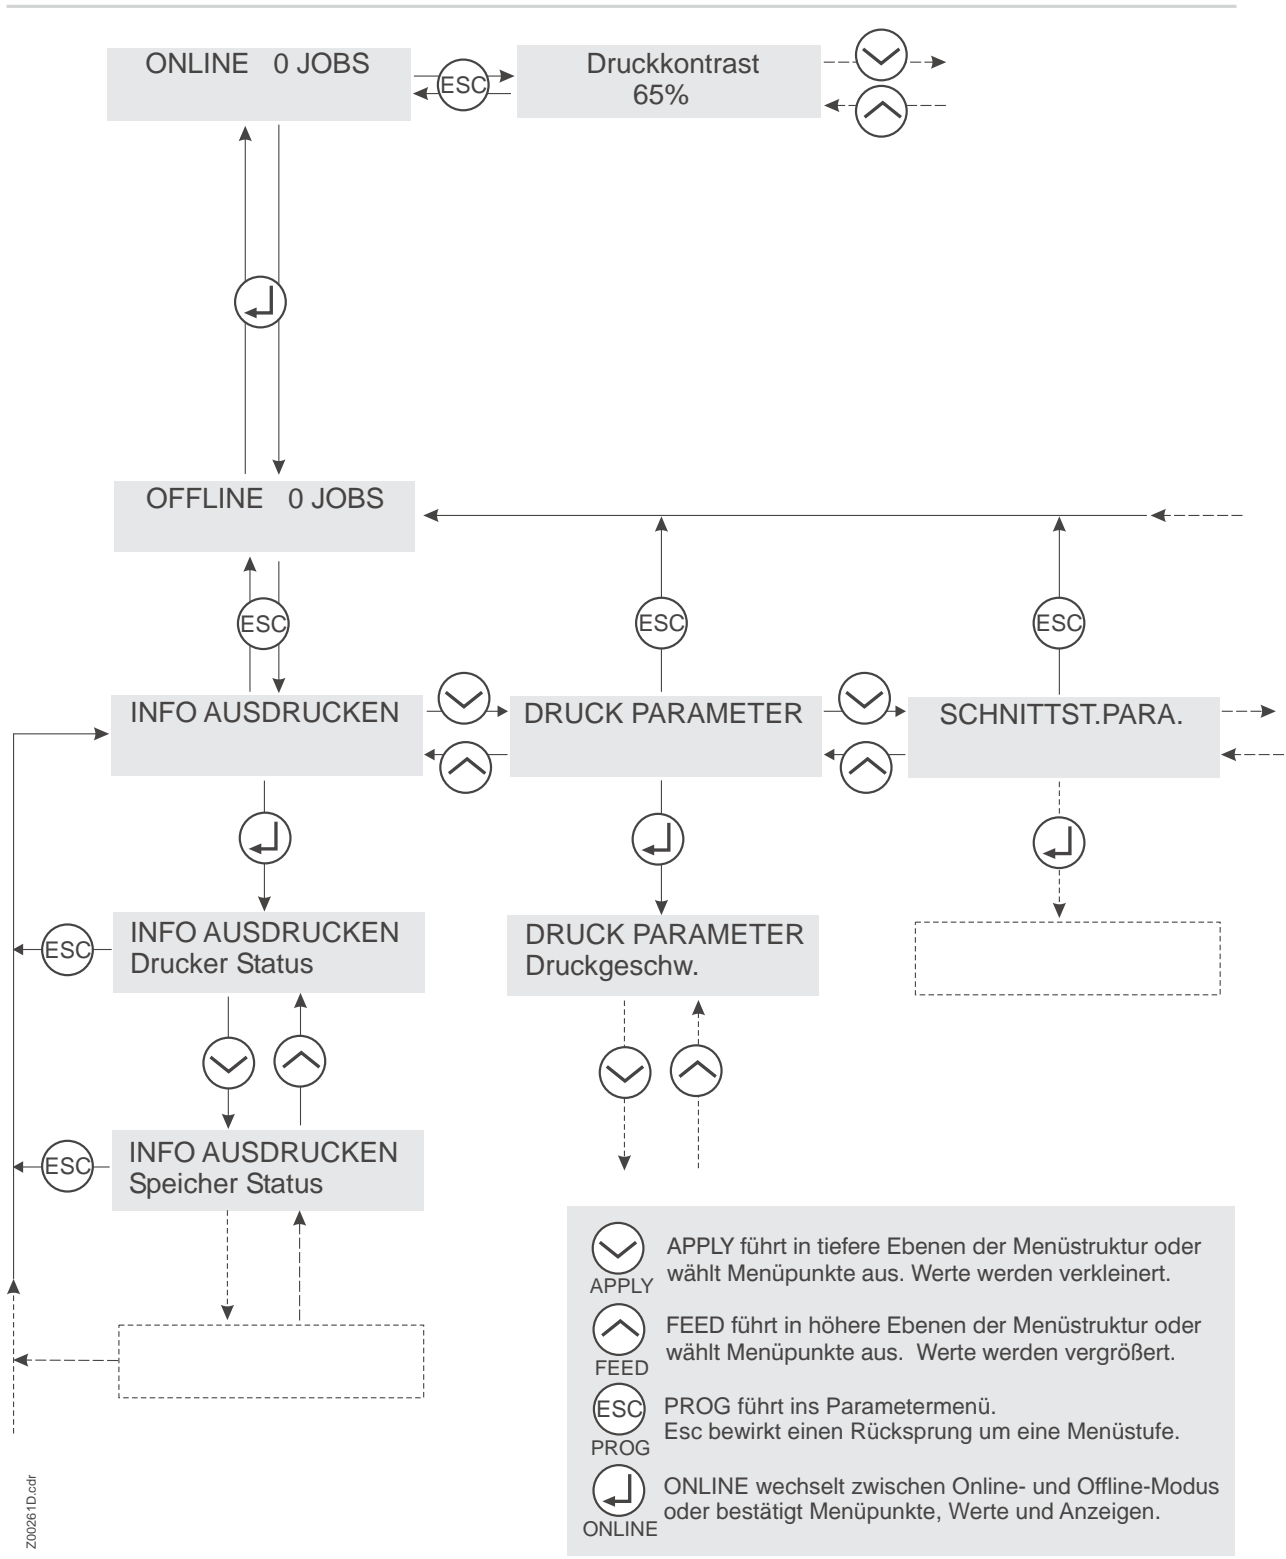 ONLINE 0 JOBS
ESC
Druckkontrast
65%
OFFLINE 0 JOBS
ESC
ESC
ESC
INFO AUSDRUCKEN
DRUCK PARAMETER
SCHNITTST.PARA.
ESC
INFO AUSDRUCKEN
Drucker Status
DRUCK PARAMETER
Druckgeschw.
ESC
INFO AUSDRUCKEN
Speicher Status
APPLY
APPLY führt in tiefere Ebenen der Menüstruktur oder
wählt Menüpunkte aus. Werte werden verkleinert.
FEED
FEED führt in höhere Ebenen der Menüstruktur oder
wählt Menüpunkte aus. Werte werden vergrößert.
ESC
PROG
PROG führt ins Parametermenü.
Esc bewirkt einen Rücksprung um eine Menüstufe.
ONLINE
ONLINE wechselt zwischen Online- und Offline-Modus
oder bestätigt Menüpunkte, Werte und Anzeigen.
Z00261D.cdr